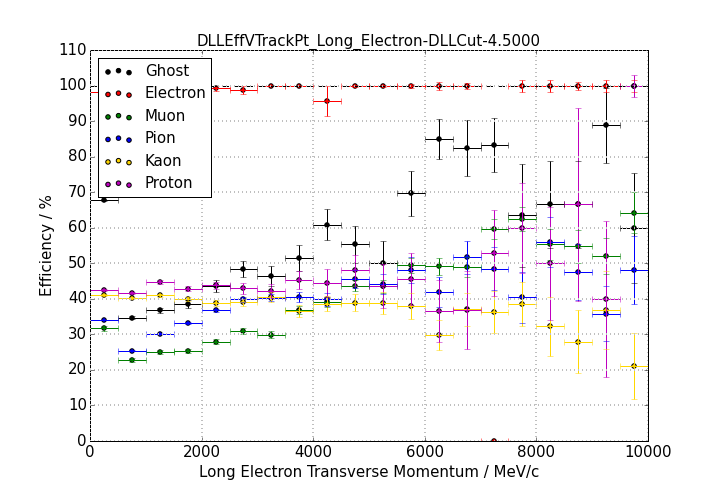 DLLEffVTrackPt_Long_Electron-DLLCut-4.5000
110
100
90
80
70
60
50
40
30
20
10
0
Efficiency / %
Ghost
Electron
Muon
Pion
Kaon
Proton
0 2000 4000 6000 8000 10000
Long Electron Transverse Momentum / MeV/c